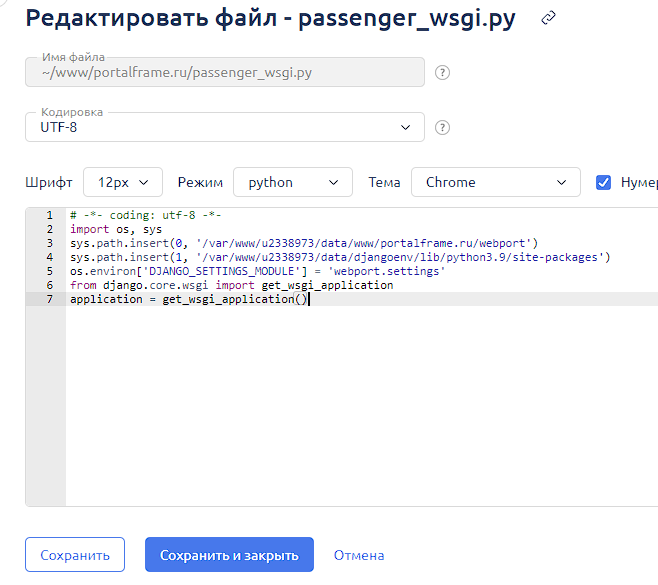 Редактировать файл - passenger_wsgi.py
Имя файла
~/www/portalframe.ru/passenger_wsgi.py
?
Кодировка
UTF-8
?
Шрифт 12px Режим python Тема Chrome Нумер
1 # -*- coding: utf-8 -*-
2 import os, sys
3 sys.path.insert(0, '/var/www/u2338973/data/www/portalframe.ru/webport')
4 sys.path.insert(1, '/var/www/u2338973/data/djangoenv/lib/python3.9/site-packages')
5 os.environ['DJANGO_SETTINGS_MODULE'] = 'webport.settings'
6 from django.core.wsgi import get_wsgi_application
7 application = get_wsgi_application()
Сохранить Сохранить и закрыть Отмена